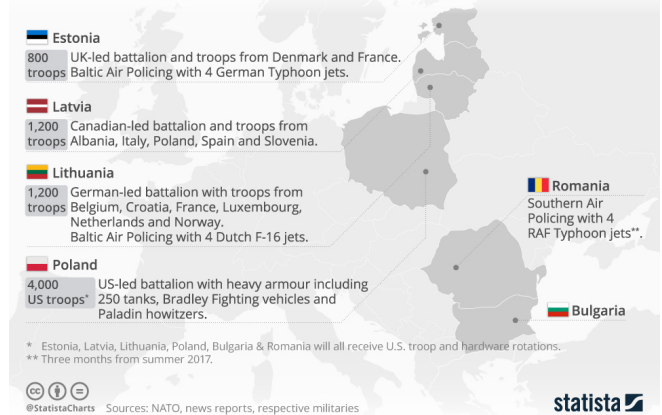 Estonia
800 troops
UK-led battalion and troops from Denmark and France.
Baltic Air Policing with 4 German Typhoon jets.
Latvia
1,200 troops
Canadian-led battalion and troops from
Albania, Italy, Poland, Spain and Slovenia.
Lithuania
1,200 troops
German-led battalion with troops from
Belgium, Croatia, France, Luxembourg,
Netherlands and Norway.
Baltic Air Policing with 4 Dutch F-16 jets.
Poland
4,000 US troops*
US-led battalion with heavy armour including
250 tanks, Bradley Fighting vehicles and
Paladin howitzers.
Romania
Southern Air
Policing with 4
RAF Typhoon jets**.
Bulgaria
* Estonia, Latvia, Lithuania, Poland, Bulgaria & Romania will all receive U.S. troop and hardware rotations.
** Three months from summer 2017.
cc
@StatistaCharts Sources: NATO, news reports, respective militaries
statista